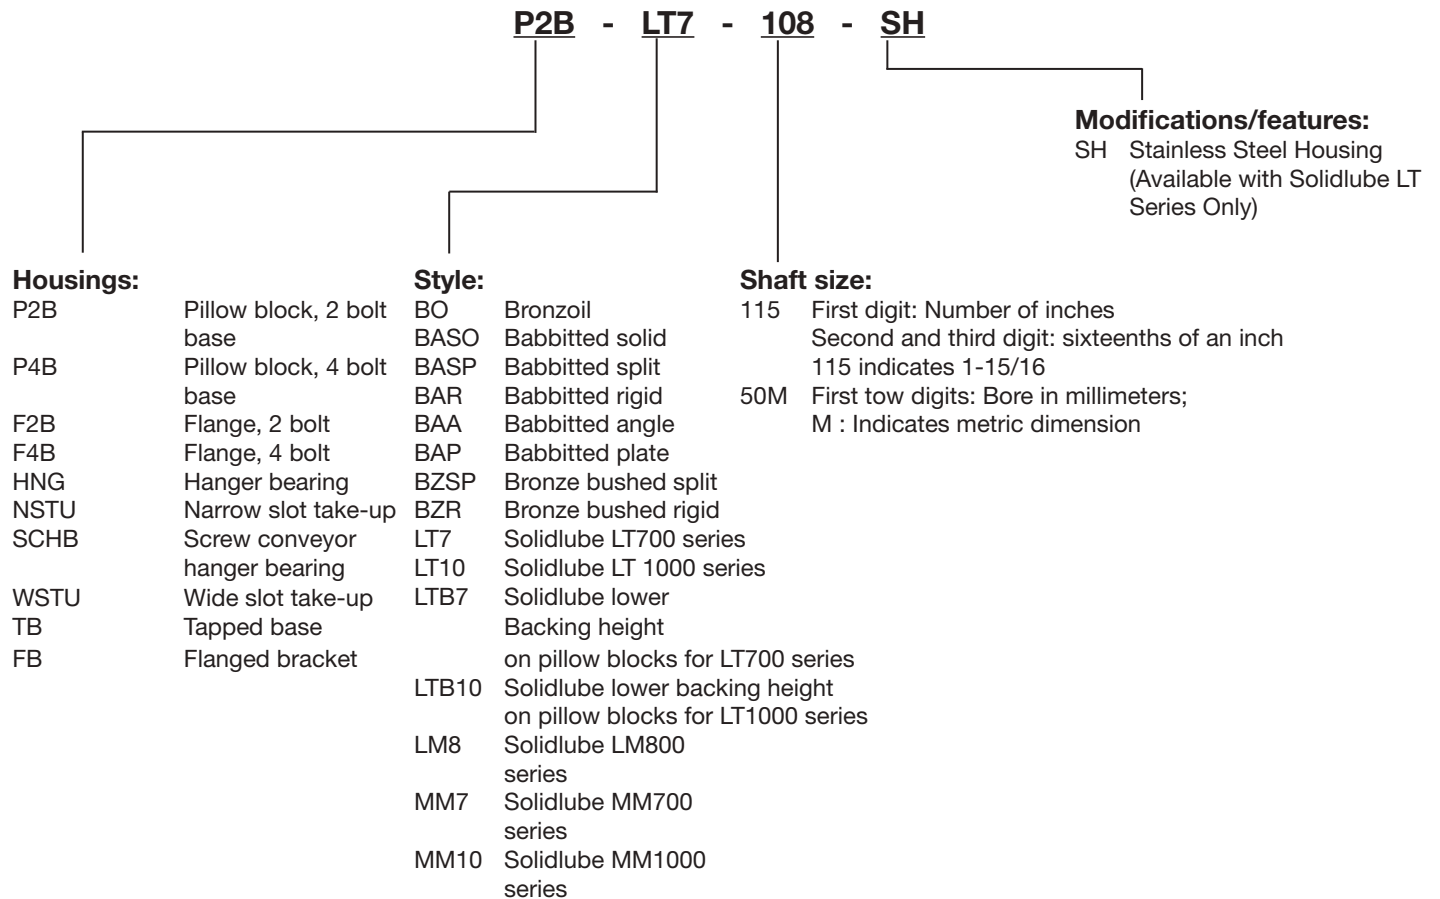 P2B - LT7 - 108 - SH
Modifications/features:
SH Stainless Steel Housing
(Available with Solidlube LT
Series Only)
Housings:
P2B Pillow block, 2 bolt
base
P4B Pillow block, 4 bolt
base
F2B Flange, 2 bolt
F4B Flange, 4 bolt
HNG Hanger bearing
NSTU Narrow slot take-up
SCHB Screw conveyor
hanger bearing
WSTU Wide slot take-up
TB Tapped base
FB Flanged bracket
Style:
BO Bronzoil
BASO Babbitted solid
BASP Babbitted split
BAR Babbitted rigid
BAA Babbitted angle
BAP Babbitted plate
BZSP Bronze bushed split
BZR Bronze bushed rigid
LT7 Solidlube LT700 series
LT10 Solidlube LT 1000 series
LTB7 Solidlube lower
Backing height
on pillow blocks for LT700 series
LTB10 Solidlube lower backing height
on pillow blocks for LT1000 series
LM8 Solidlube LM800
series
MM7 Solidlube MM700
series
MM10 Solidlube MM1000
series
Shaft size:
115 First digit: Number of inches
Second and third digit: sixteenths of an inch
115 indicates 1-15/16
50M First tow digits: Bore in millimeters;
M : Indicates metric dimension